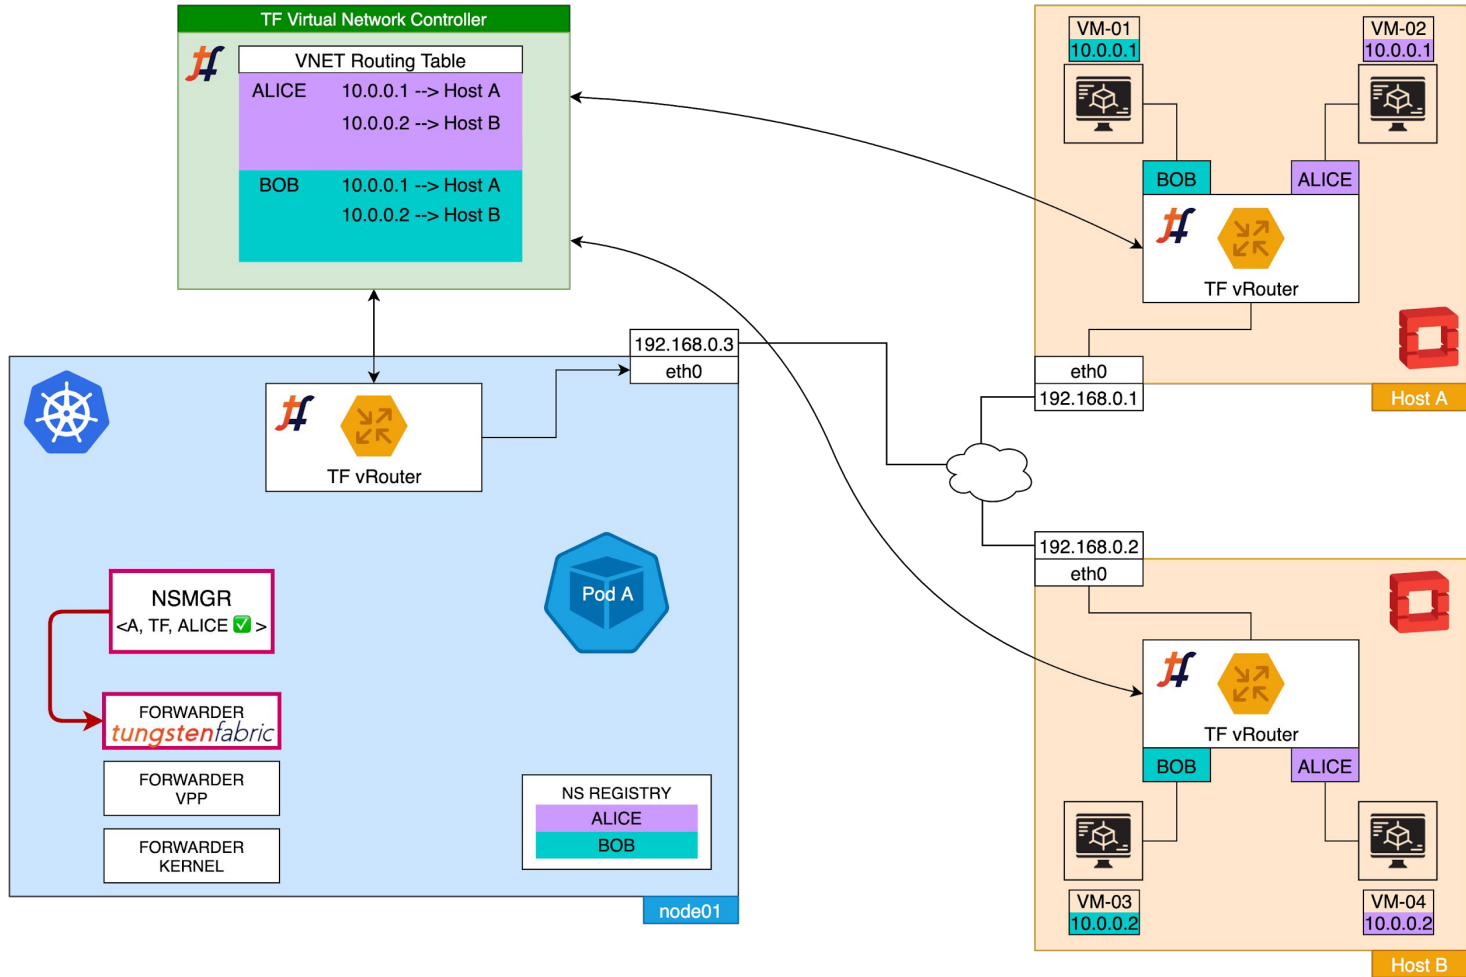 TF Virtual Network Controller
VNET Routing Table
ALICE 10.0.0.1 --> Host A
10.0.0.2 --> Host B
BOB 10.0.0.1 --> Host A
10.0.0.2 --> Host B
VM-01
10.0.0.1
VM-02
10.0.0.1
BOB
ALICE
TF vRouter
eth0
192.168.0.1
Host A
192.168.0.3
eth0
TF vRouter
NSMGR
<A, TF, ALICE ✅ >
FORWARDER
tungstenfabric
FORWARDER
VPP
FORWARDER
KERNEL
Pod A
NS REGISTRY
ALICE
BOB
node01
192.168.0.2
eth0
TF vRouter
BOB
ALICE
VM-03
10.0.0.2
VM-04
10.0.0.2
Host B